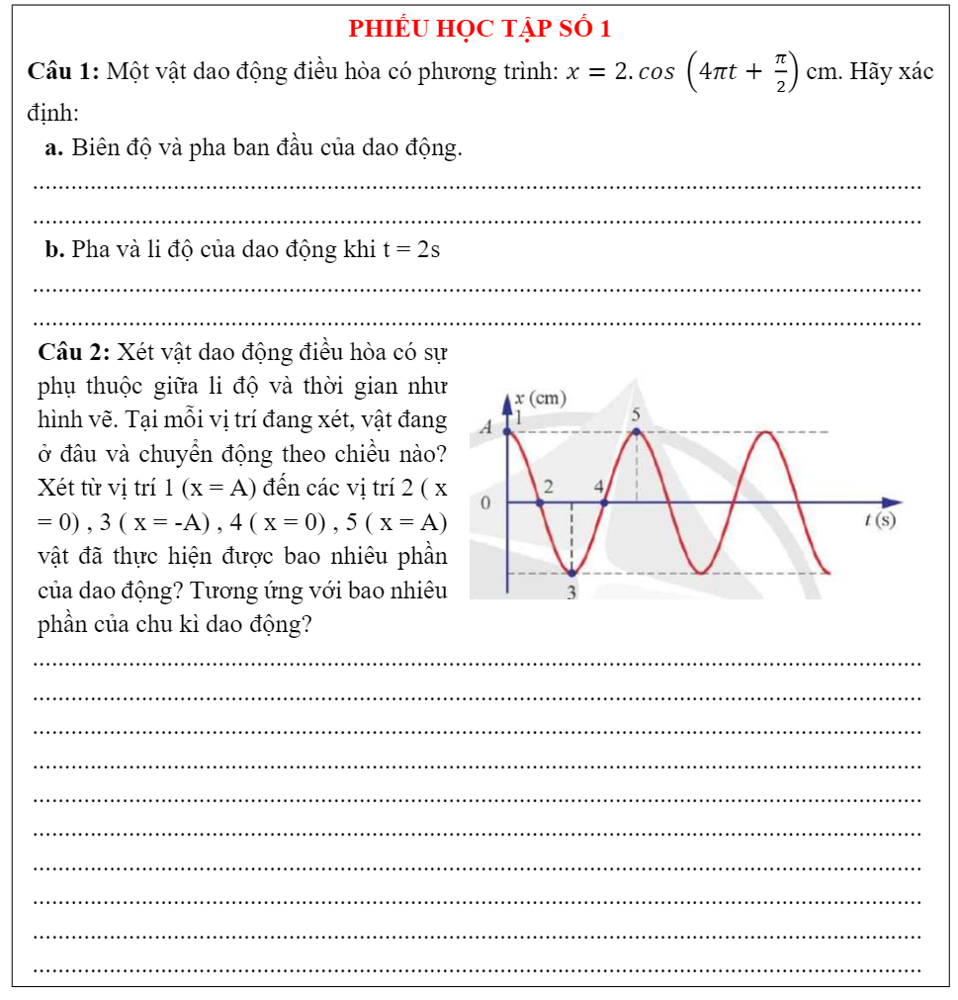 PHIẾU HỌC TẬP SỐ 1
Câu 1: Một vật dao động điều hòa có phương trình: x = 2. cos (4πt + π/2) cm. Hãy xác
định:
a. Biên độ và pha ban đầu của dao động.
................................................................................
................................................................................
b. Pha và li độ của dao động khi t = 2s
................................................................................
................................................................................
Câu 2: Xét vật dao động điều hòa có sự
phụ thuộc giữa li độ và thời gian như
hình vẽ. Tại mỗi vị trí đang xét, vật đang
ở đâu và chuyển động theo chiều nào?
Xét từ vị trí 1 (x = A) đến các vị trí 2 ( x
= 0) , 3 ( x = -A) , 4 ( x = 0) , 5 ( x = A)
vật đã thực hiện được bao nhiêu phần
của dao động? Tương ứng với bao nhiêu
phần của chu kì dao động?
x (cm)
A
1
5
2
4
0
t (s)
3
................................................................................
................................................................................
................................................................................
................................................................................
................................................................................
................................................................................
................................................................................
................................................................................
................................................................................
................................................................................